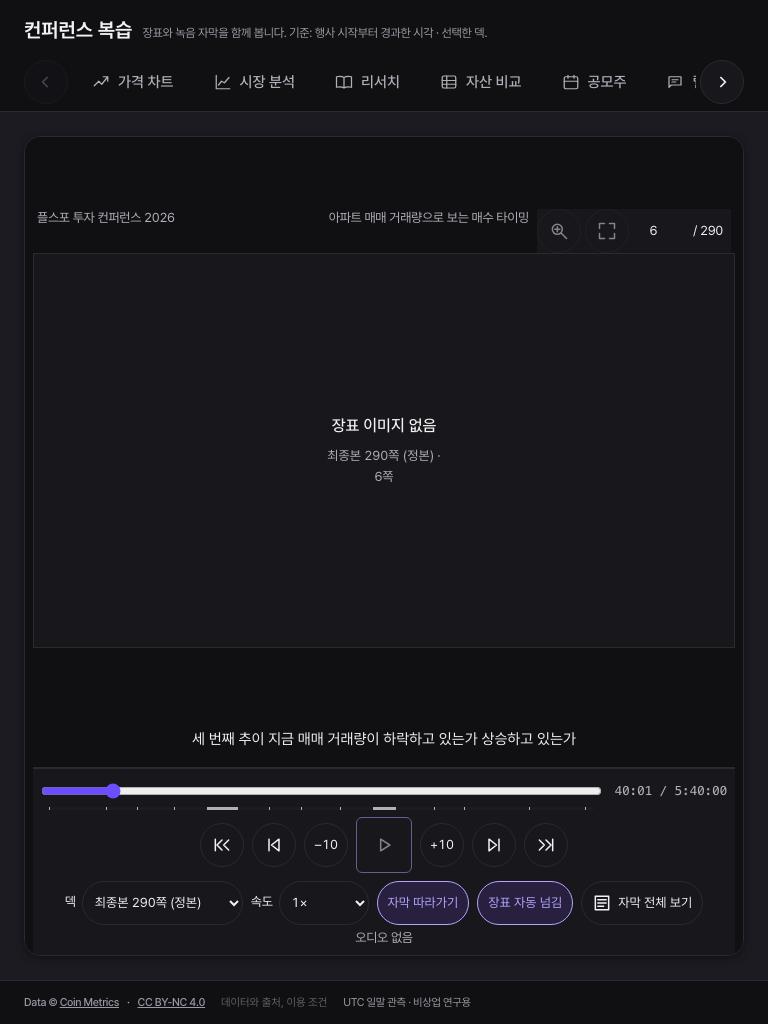 컨퍼런스 복습
장표와 녹음 자막을 함께 봅니다. 기준: 행사 시작부터 경과한 시각 · 선택한 덱.
가격 차트
시장 분석
리서치
자산 비교
공모주
플스포 투자 컨퍼런스 2026
아파트 매매 거래량으로 보는 매수 타이밍
6
/ 290
장표 이미지 없음
최종본 290쪽 (정본) ·
6쪽
세 번째 추이 지금 매매 거래량이 하락하고 있는가 상승하고 있는가
40:01 / 5:40:00
−10
+10
덱
최종본 290쪽 (정본)
속도
1×
자막 따라가기
장표 자동 넘김
자막 전체 보기
오디오 없음
Data © Coin Metrics · CC BY-NC 4.0
데이터와 출처, 이용 조건
UTC 일말 관측 · 비상업 연구용